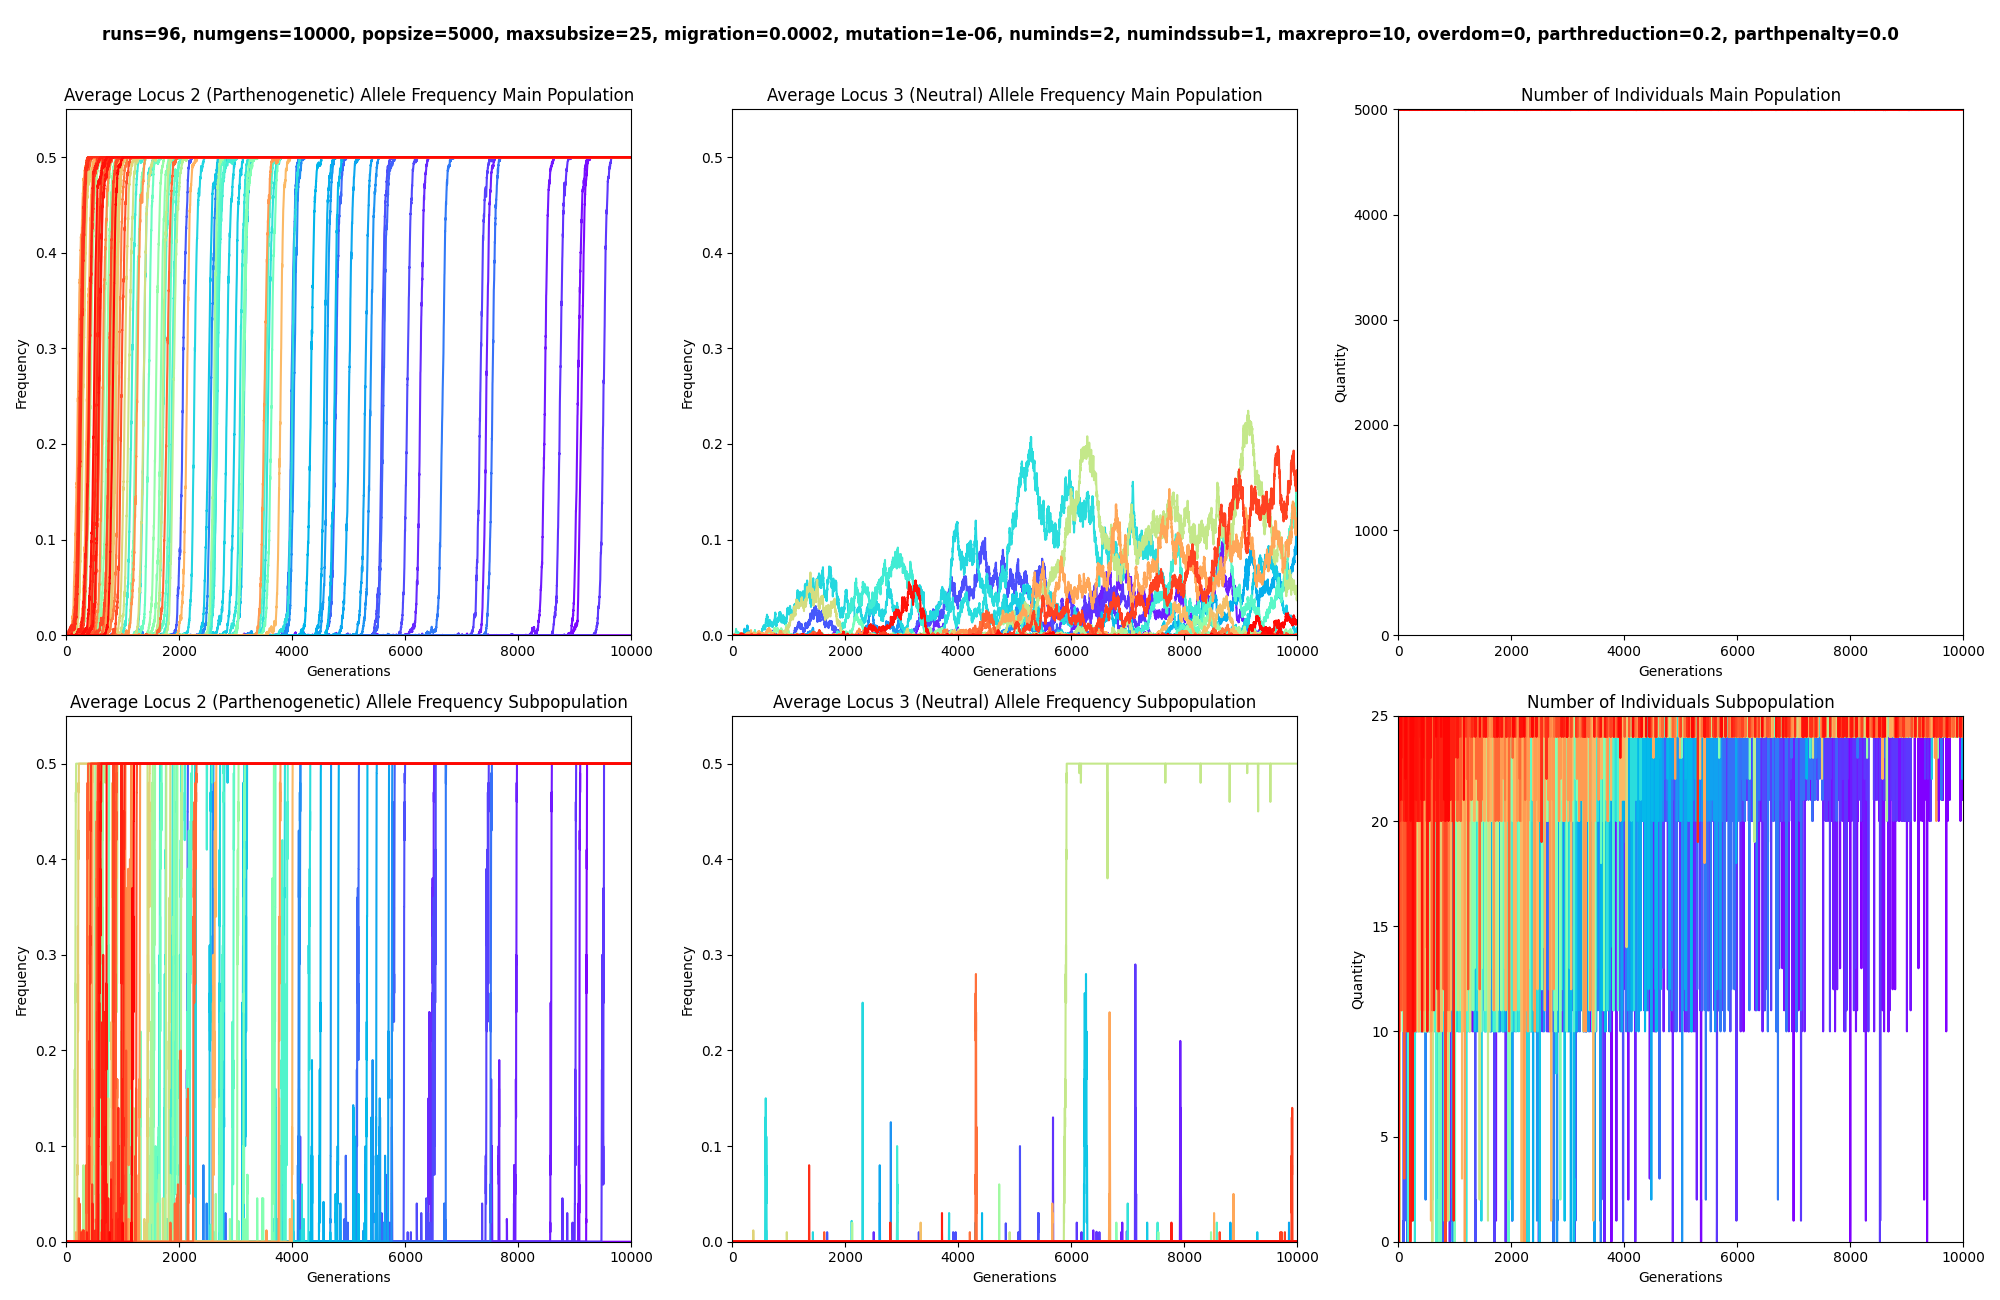 runs=96, numgens=10000, popsize=5000, maxsubsize=25, migration=0.0002, mutation=1e-06, numinds=2, numindssub=1, maxrepro=10, overdom=0, parthreduction=0.2, parthpenalty=0.0
Average Locus 2 (Parthenogenetic) Allele Frequency Main Population
Frequency
0.5
0.4
0.3
0.2
0.1
0.0
0 2000 4000 6000 8000 10000
Generations
Average Locus 3 (Neutral) Allele Frequency Main Population
Frequency
0.5
0.4
0.3
0.2
0.1
0.0
0 2000 4000 6000 8000 10000
Generations
Number of Individuals Main Population
Quantity
5000
4000
3000
2000
1000
0
0 2000 4000 6000 8000 10000
Generations
Average Locus 2 (Parthenogenetic) Allele Frequency Subpopulation
Frequency
0.5
0.4
0.3
0.2
0.1
0.0
0 2000 4000 6000 8000 10000
Generations
Average Locus 3 (Neutral) Allele Frequency Subpopulation
Frequency
0.5
0.4
0.3
0.2
0.1
0.0
0 2000 4000 6000 8000 10000
Generations
Number of Individuals Subpopulation
Quantity
25
20
15
10
5
0
0 2000 4000 6000 8000 10000
Generations